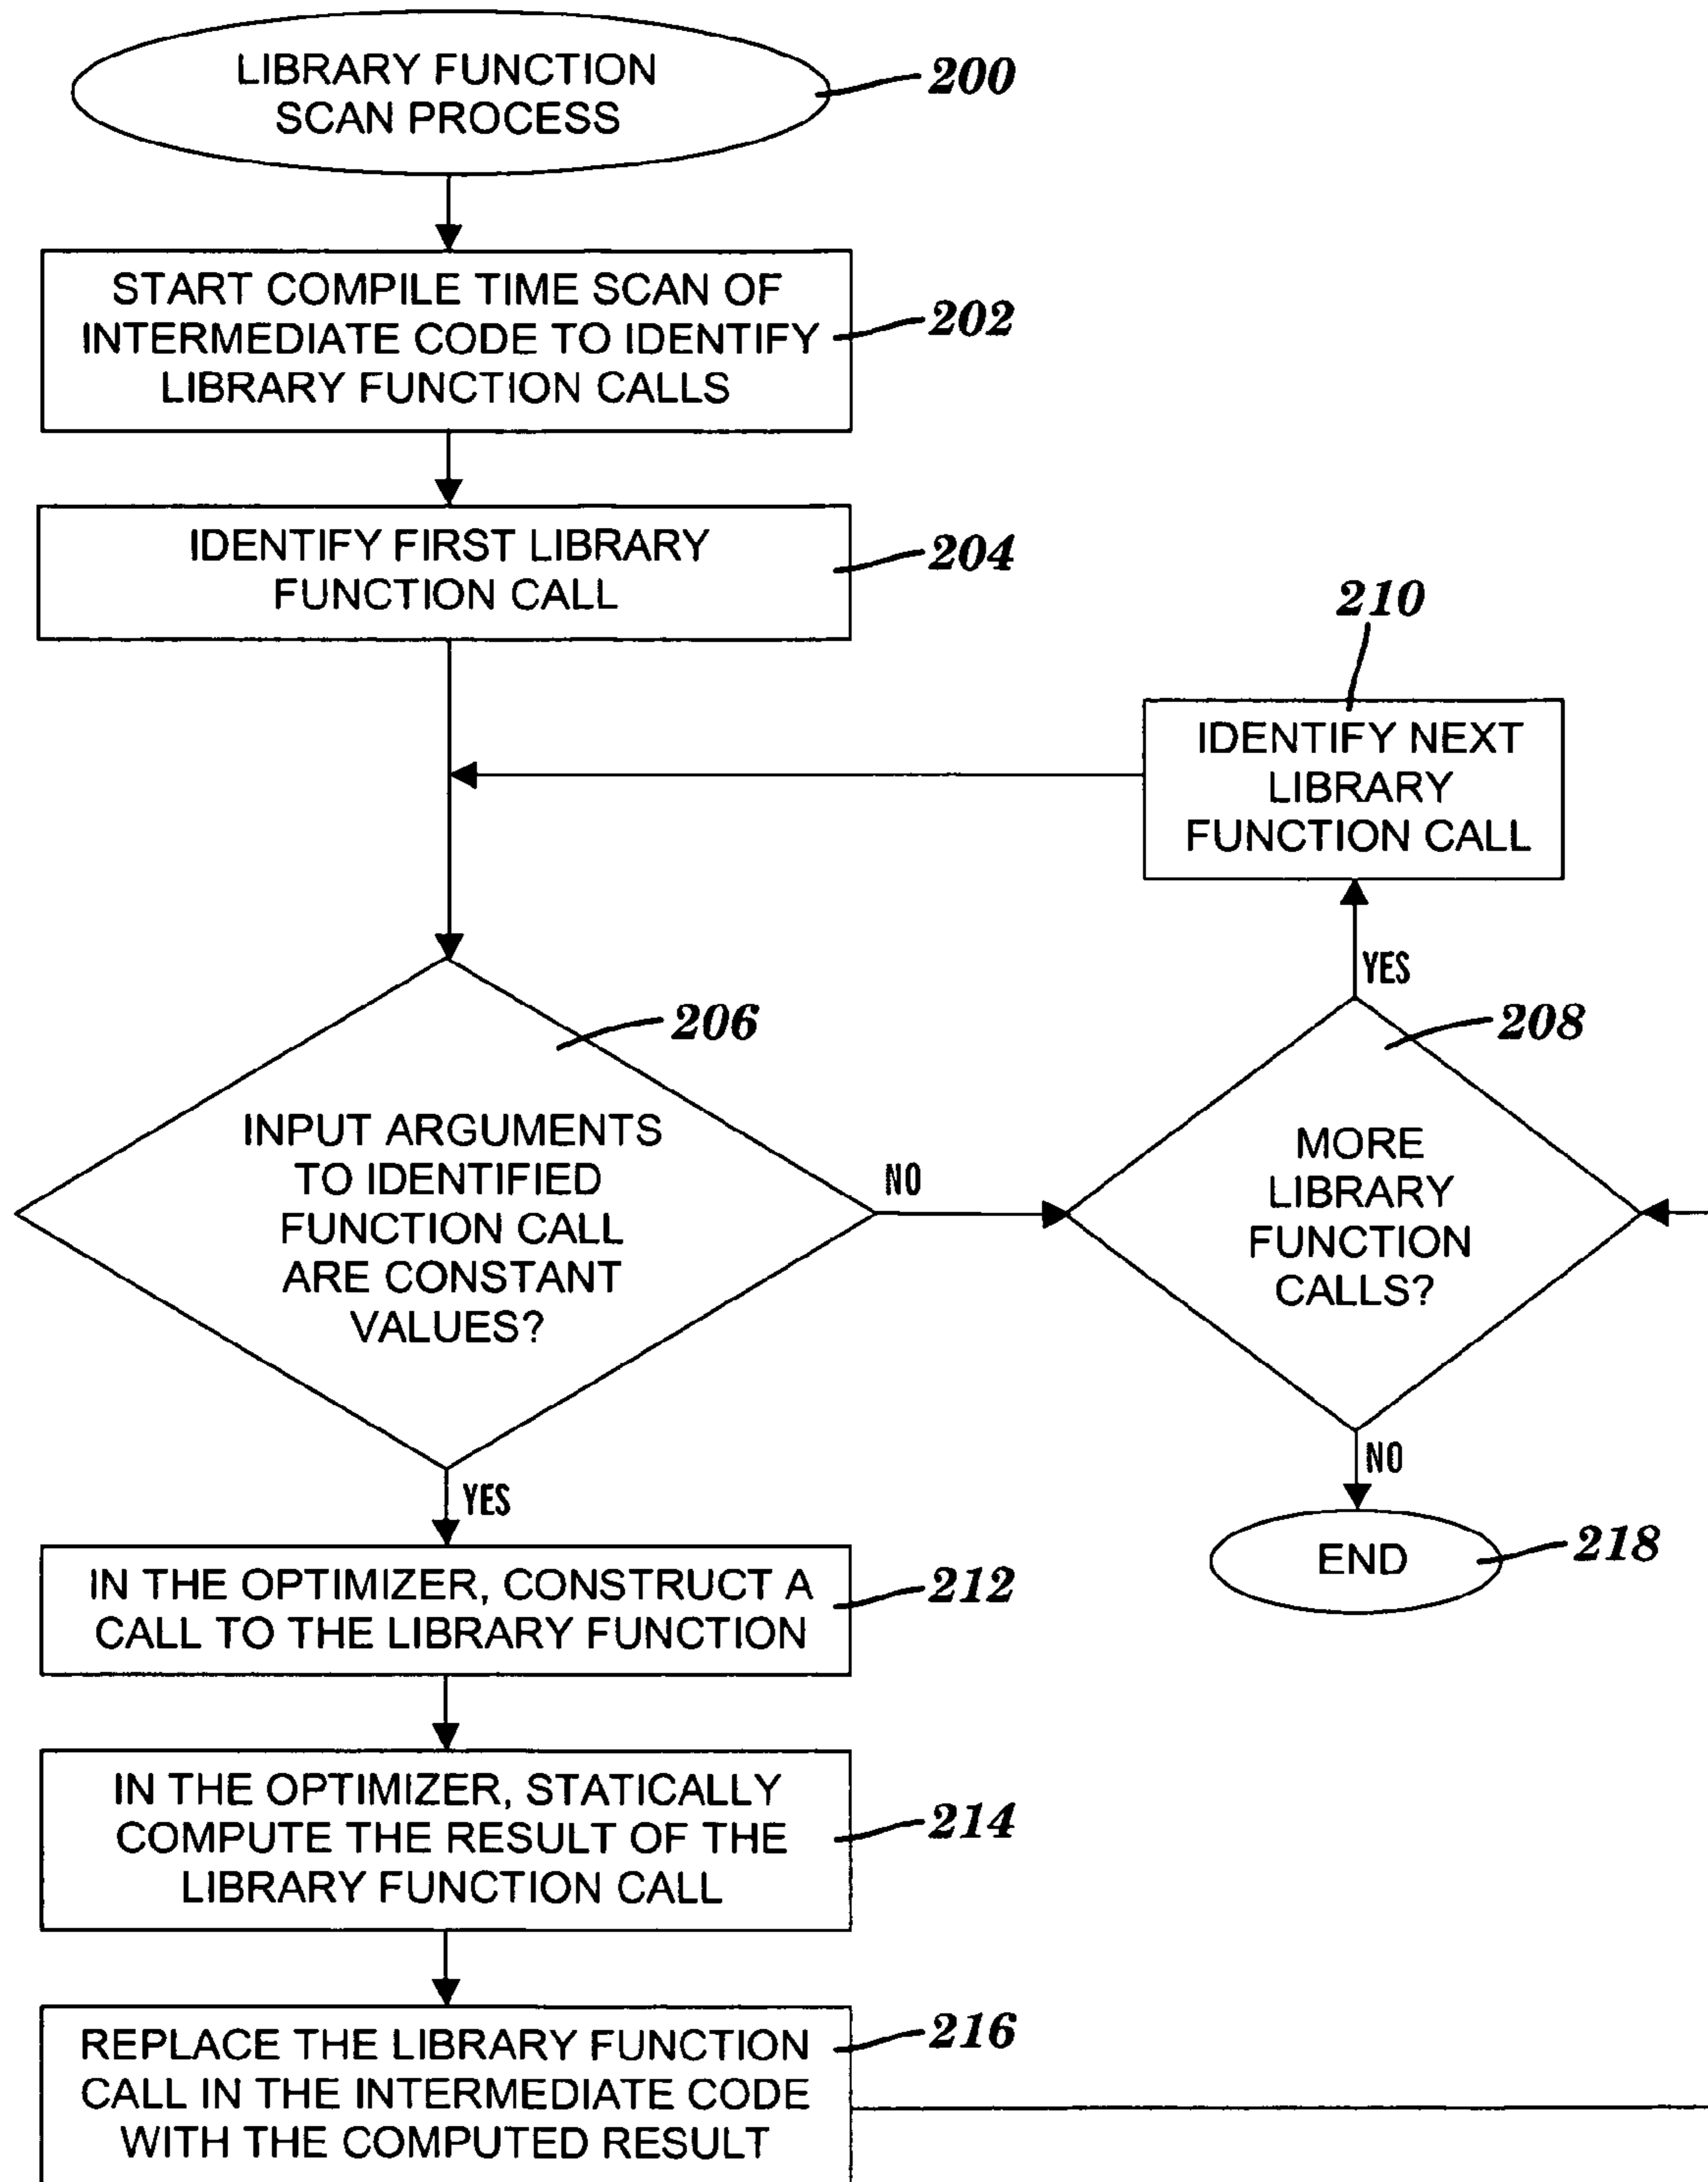 LIBRARY FUNCTION
SCAN PROCESS
200
START COMPILE TIME SCAN OF
INTERMEDIATE CODE TO IDENTIFY
LIBRARY FUNCTION CALLS
202
IDENTIFY FIRST LIBRARY
FUNCTION CALL
204
210
IDENTIFY NEXT
LIBRARY
FUNCTION CALL
YES
206
INPUT ARGUMENTS
TO IDENTIFIED
FUNCTION CALL
ARE CONSTANT
VALUES?
NO
208
MORE
LIBRARY
FUNCTION
CALLS?
NO
END
218
YES
IN THE OPTIMIZER, CONSTRUCT A
CALL TO THE LIBRARY FUNCTION
212
IN THE OPTIMIZER, STATICALLY
COMPUTE THE RESULT OF THE
LIBRARY FUNCTION CALL
214
REPLACE THE LIBRARY FUNCTION
CALL IN THE INTERMEDIATE CODE
WITH THE COMPUTED RESULT
216